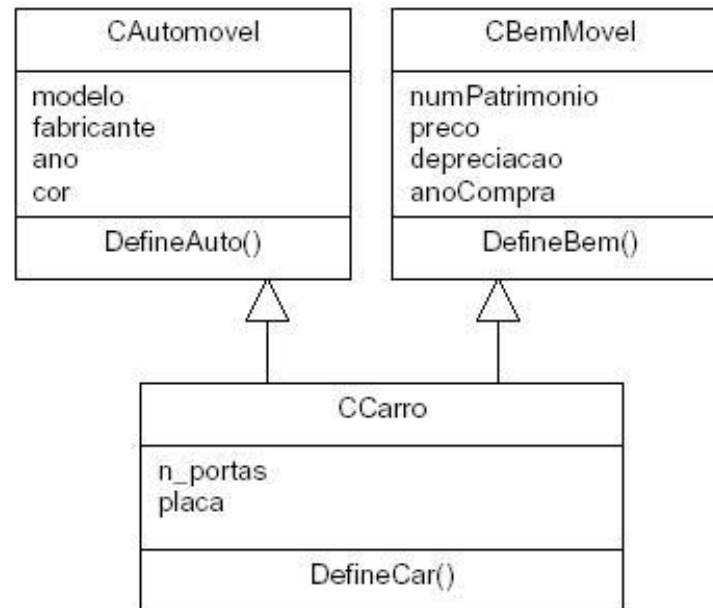 CAutomovel
modelo
fabricante
ano
cor
DefineAuto()
CBemMovel
numPatrimonio
preco
depreciacao
anoCompra
DefineBem()
CCarro
n_portas
placa
DefineCar()